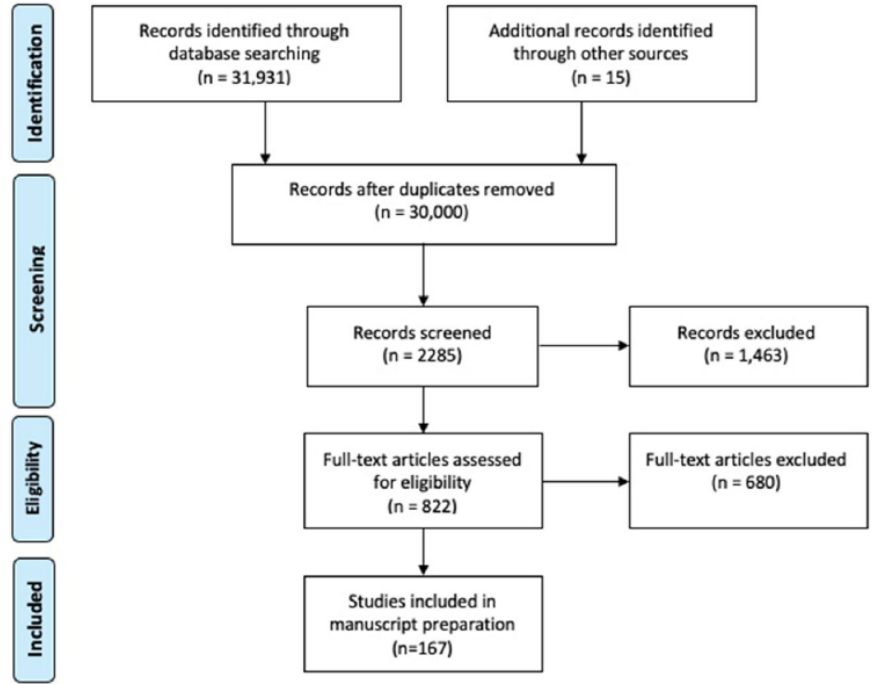 Identification
Records identified through
database searching
(n = 31,931)
Additional records identified
through other sources
(n = 15)
Screening
Records after duplicates removed
(n = 30,000)
Records screened
(n = 2285)
Records excluded
(n = 1,463)
Eligibility
Full-text articles assessed
for eligibility
(n = 822)
Full-text articles excluded
(n = 680)
Included
Studies included in
manuscript preparation
(n=167)